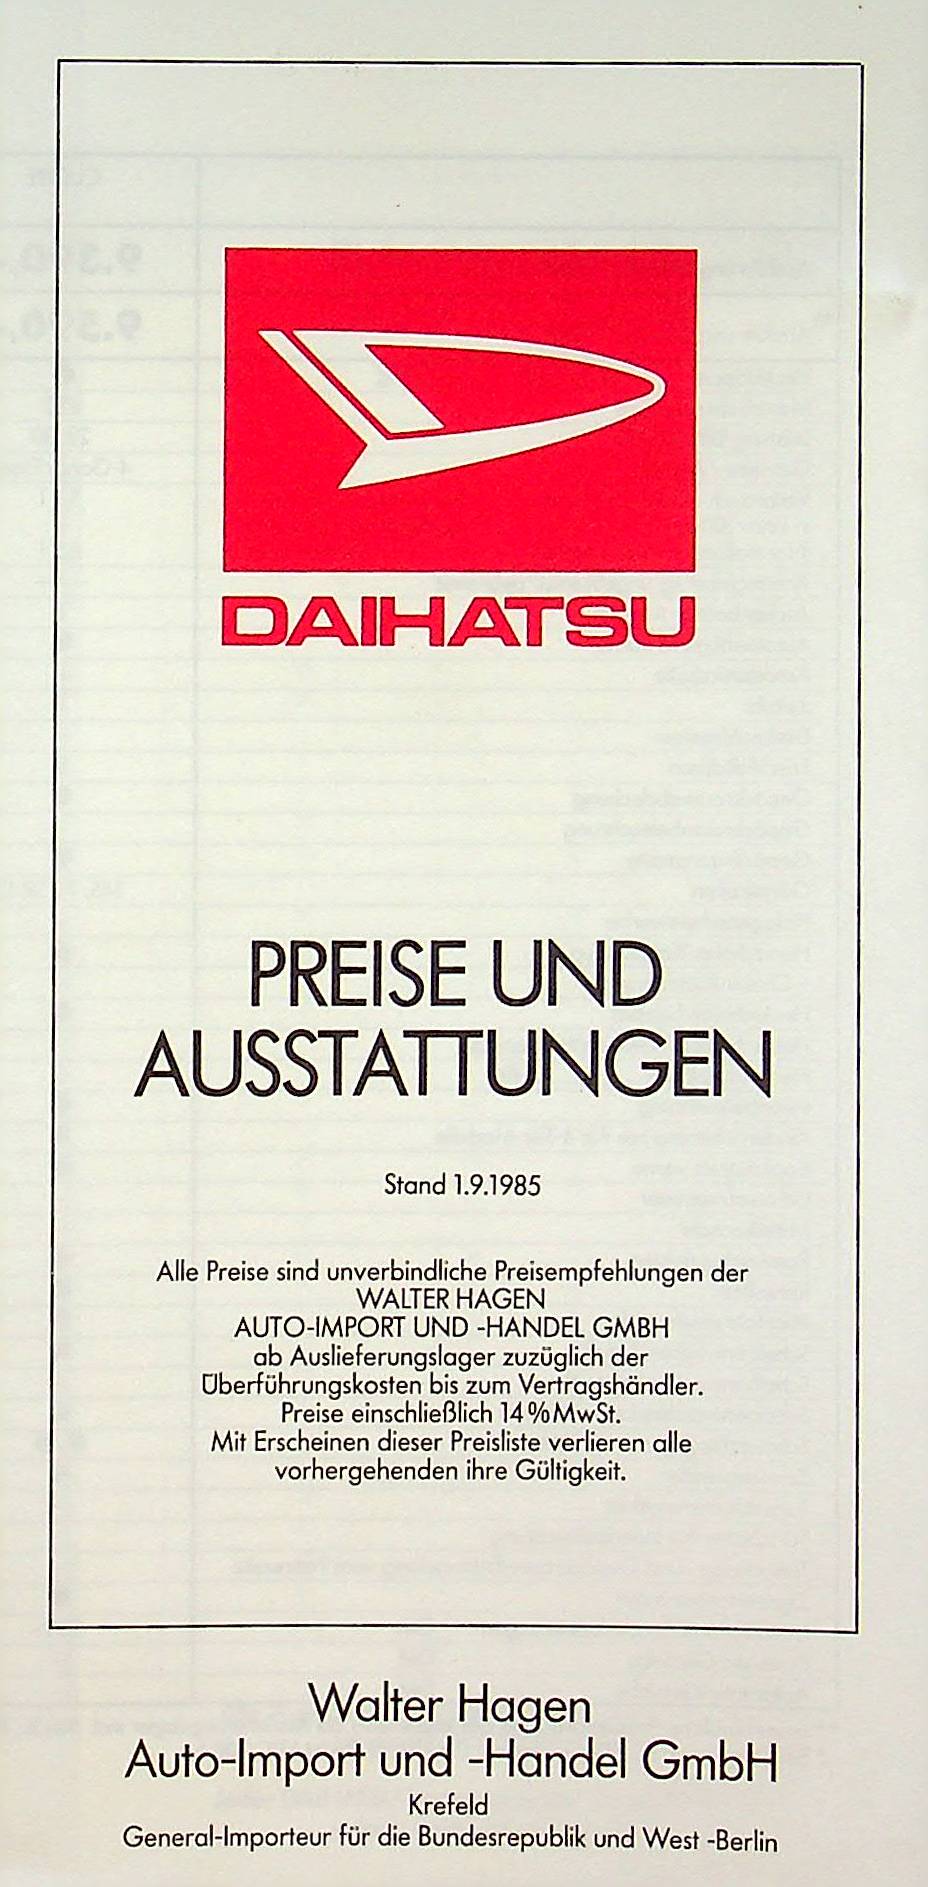 DAIHATSU
PREISE UND
AUSSTATTUNGEN
Stand 1.9.1985
Alle Preise sind unverbindliche Preisempfehlungen der
WALTER HAGEN
AUTO-IMPORT UND -HANDEL GMBH
ab Auslieferungslager zuzüglich der
Überführungskosten bis zum Vertragshändler.
Preise einschließlich 14% MwSt.
Mit Erscheinen dieser Preisliste verlieren alle
vorhergehenden ihre Gültigkeit.
Walter Hagen
Auto-Import und -Handel GmbH
Krefeld
General-Importeur für die Bundesrepublik und West -Berlin